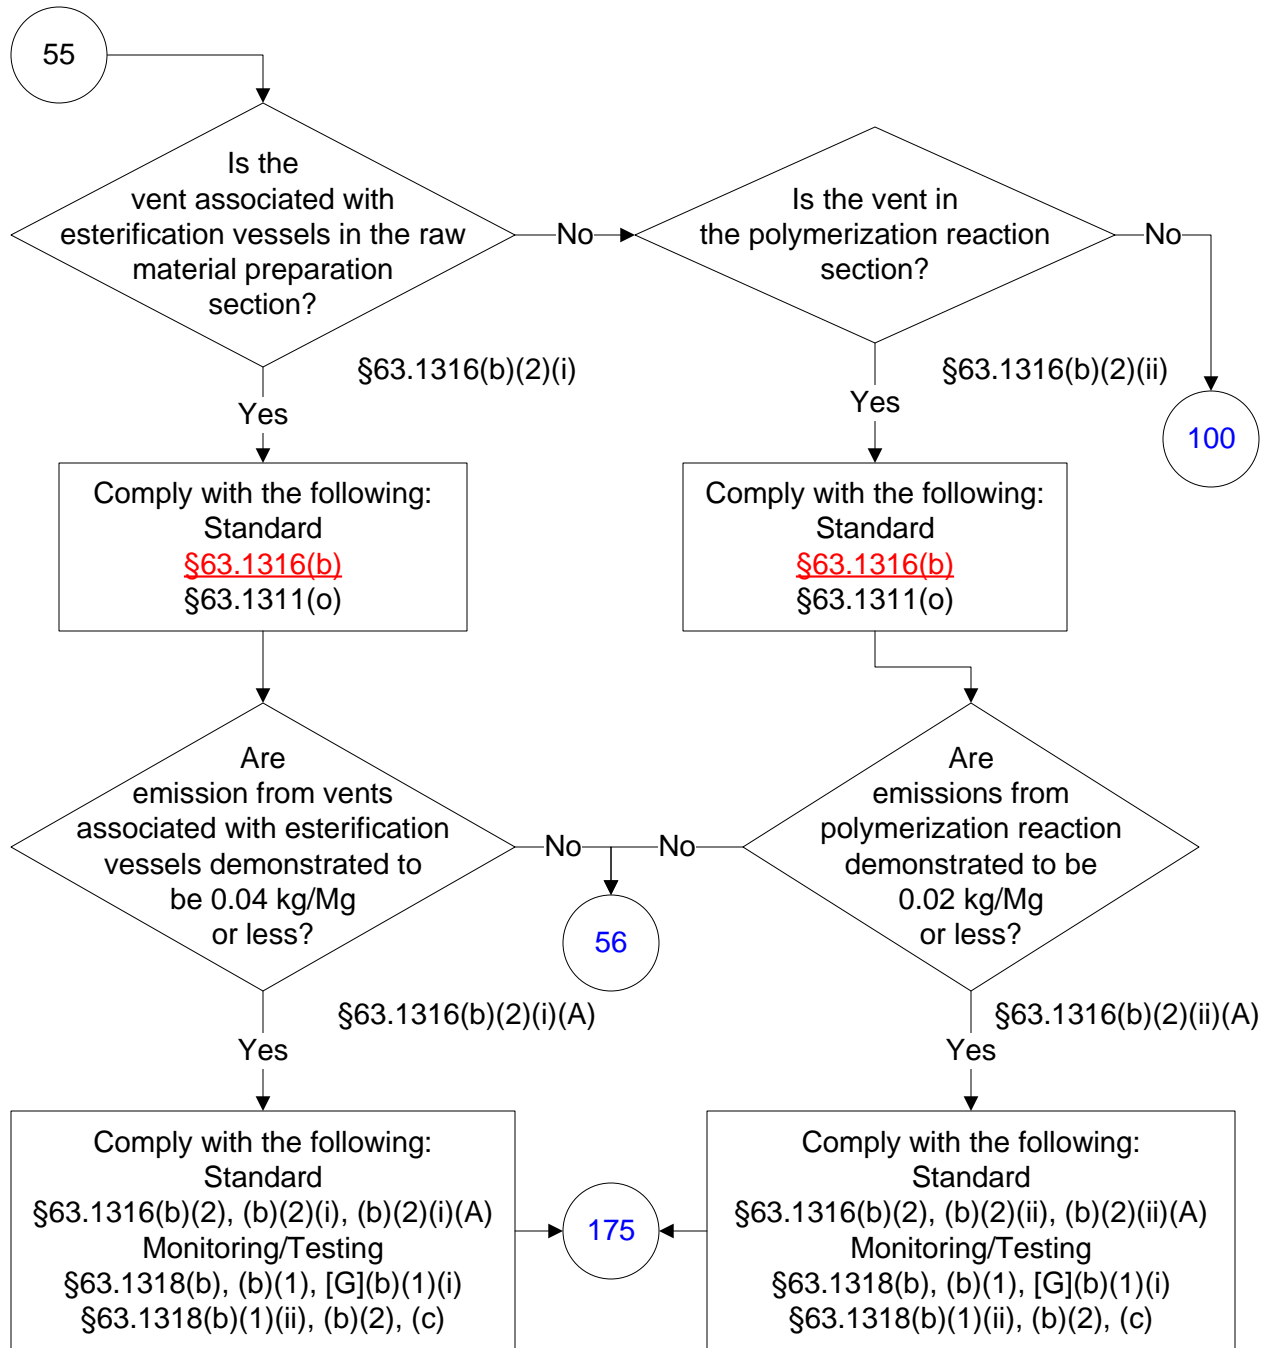 55
Is the
vent associated with
esterification vessels in the raw
material preparation
section?
No
Is the vent in
the polymerization reaction
section?
No
§63.1316(b)(2)(i)
§63.1316(b)(2)(ii)
Yes
Yes
100
Comply with the following:
Standard
§63.1316(b)
§63.1311(o)
Comply with the following:
Standard
§63.1316(b)
§63.1311(o)
Are
emission from vents
associated with esterification
vessels demonstrated to
be 0.04 kg/Mg
or less?
No
No
Are
emissions from
polymerization reaction
demonstrated to be
0.02 kg/Mg
or less?
56
§63.1316(b)(2)(i)(A)
§63.1316(b)(2)(ii)(A)
Yes
Yes
Comply with the following:
Standard
§63.1316(b)(2), (b)(2)(i), (b)(2)(i)(A)
Monitoring/Testing
§63.1318(b), (b)(1), [G](b)(1)(i)
§63.1318(b)(1)(ii), (b)(2), (c)
175
Comply with the following:
Standard
§63.1316(b)(2), (b)(2)(ii), (b)(2)(ii)(A)
Monitoring/Testing
§63.1318(b), (b)(1), [G](b)(1)(i)
§63.1318(b)(1)(ii), (b)(2), (c)